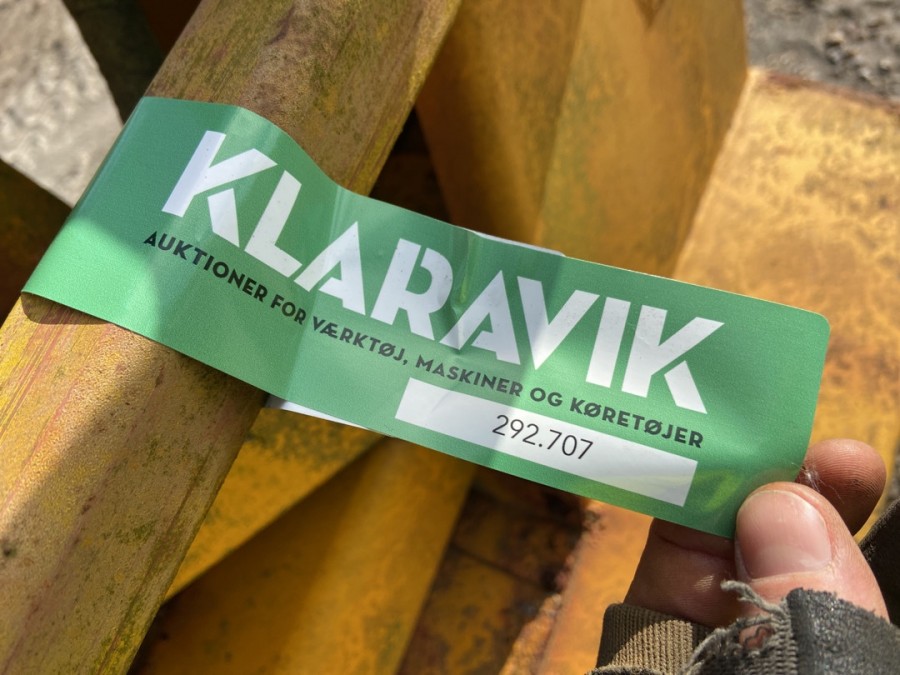 KLARAVIK
AUKTIONER FOR VÆRKTØJ, MASKINER OG KØRETØJER
292.707